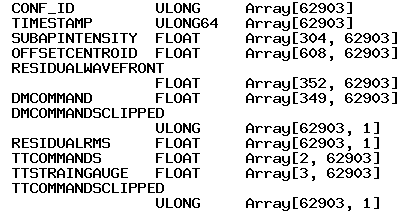 CONF_ID ULONG Array[62903]
TIMESTAMP ULONG64 Array[62903]
SUBAPINTENSITY FLOAT Array[304, 62903]
OFFSETCENTROID FLOAT Array[608, 62903]
RESIDUALWAVEFRONT
FLOAT Array[352, 62903]
DMCOMMAND FLOAT Array[349, 62903]
DMCOMMANDSCLIPPED
ULONG Array[62903, 1]
RESIDUALRMS FLOAT Array[62903, 1]
TTCOMMANDS FLOAT Array[2, 62903]
TTSTRAINGAUGE FLOAT Array[3, 62903]
TTCOMMANDSCLIPPED
ULONG Array[62903, 1]